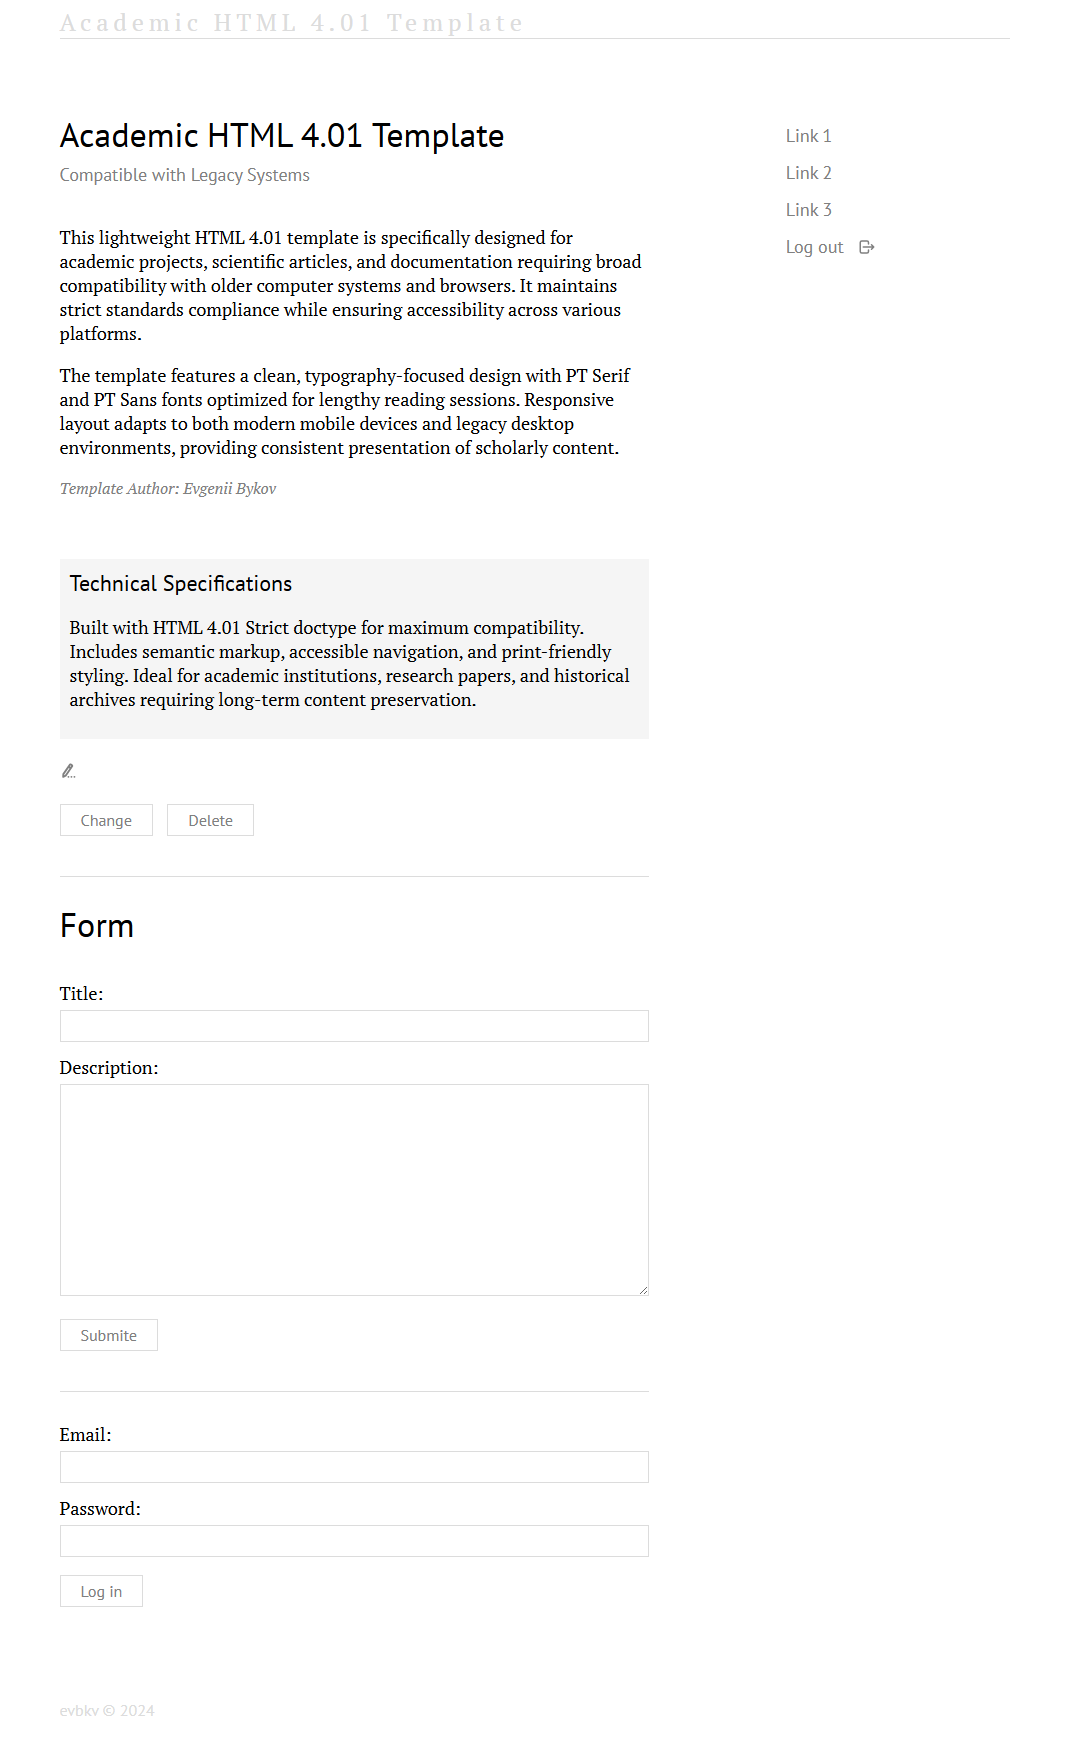 Academic HTML 4.01 Template
Academic HTML 4.01 Template
Compatible with Legacy Systems
This lightweight HTML 4.01 template is specifically designed for
academic projects, scientific articles, and documentation requiring broad
compatibility with older computer systems and browsers. It maintains
strict standards compliance while ensuring accessibility across various
platforms.
The template features a clean, typography-focused design with PT Serif
and PT Sans fonts optimized for lengthy reading sessions. Responsive
layout adapts to both modern mobile devices and legacy desktop
environments, providing consistent presentation of scholarly content.
Template Author: Evgenii Bykov
Technical Specifications
Built with HTML 4.01 Strict doctype for maximum compatibility.
Includes semantic markup, accessible navigation, and print-friendly
styling. Ideal for academic institutions, research papers, and historical
archives requiring long-term content preservation.
Change
Delete
Form
Title:
Description:
Submite
Email:
Password:
Log in
Link 1
Link 2
Link 3
Log out
evbkv © 2024